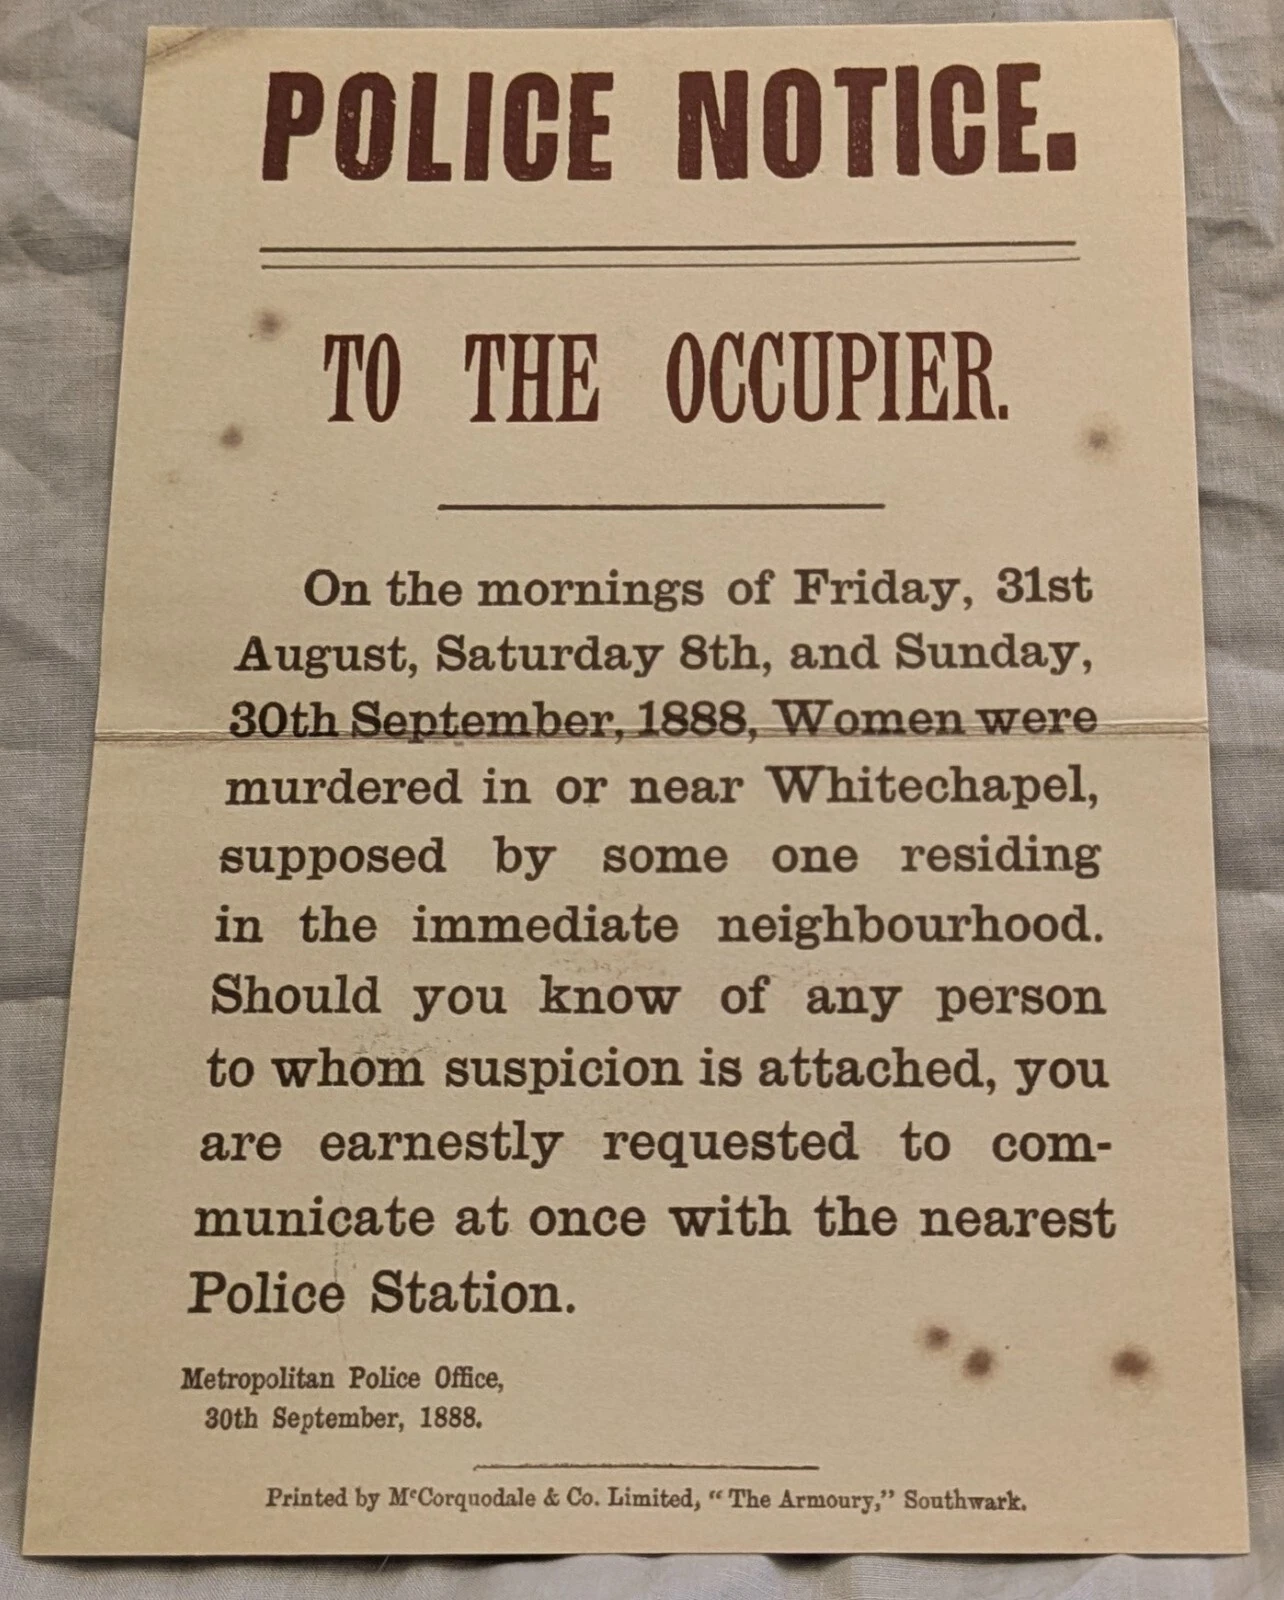 POLICE NOTICE.
TO THE OCCUPIER.
On the mornings of Friday, 31st
August, Saturday 8th, and Sunday,
30th September, 1888, Women were
murdered in or near Whitechapel,
supposed by some one residing
in the immediate neighbourhood.
Should you know of any person
to whom suspicion is attached, you
are earnestly requested to com-
municate at once with the nearest
Police Station.
Metropolitan Police Office,
30th September, 1888.
Printed by McCorquodale & Co. Limited, “The Armoury,” Southwark.